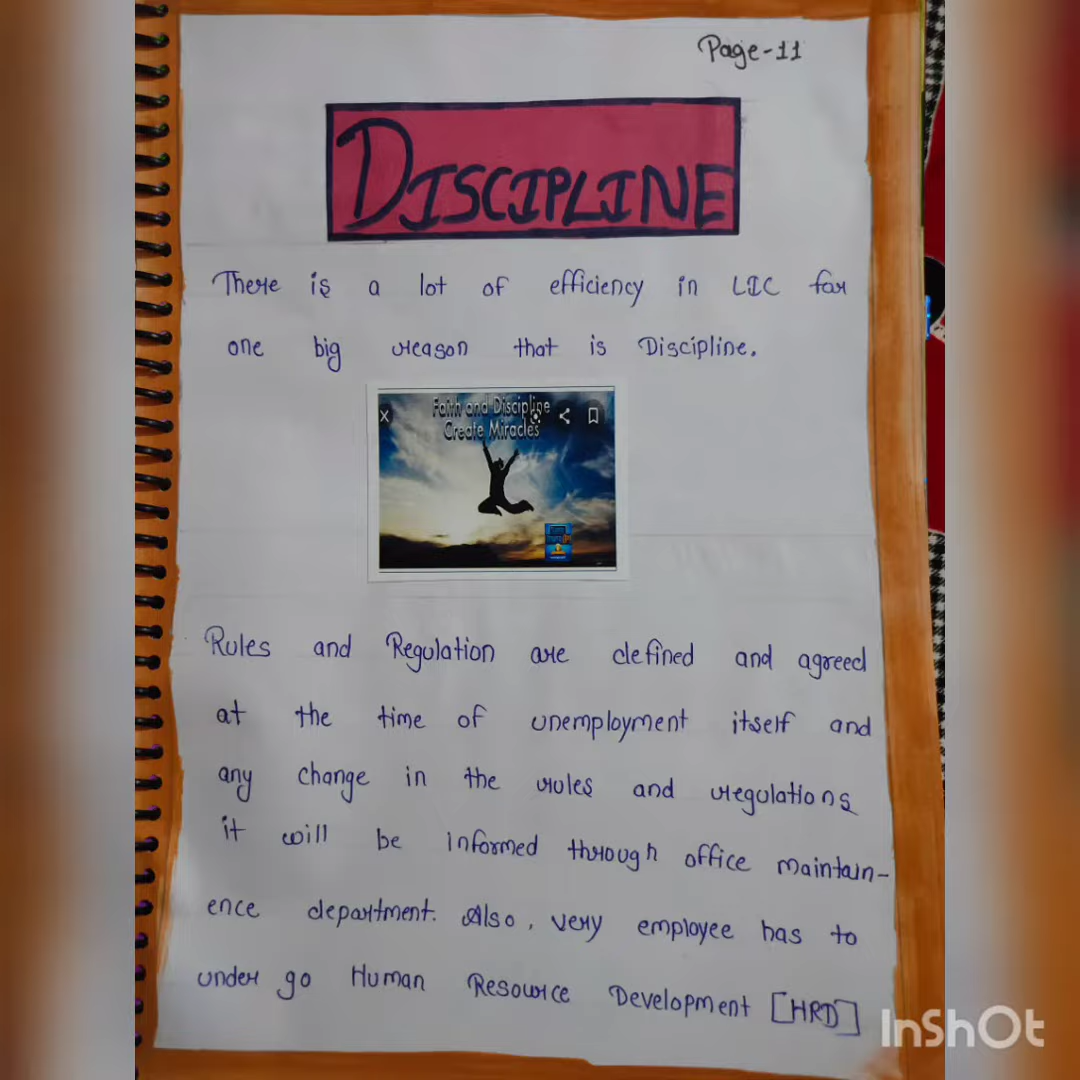 Page-11
DISCIPLINE
There is a lot of efficiency in LIC for
one big reason that is Discipline.
Faith and Discipline
Create Miracles
Rules and Regulation are defined and agreed
at the time of unemployment itself and
any change in the rules and regulations
it will be informed through office maintain-
ence department. Also, very employee has to
under go Human Resource Development [HRD]
InShOt